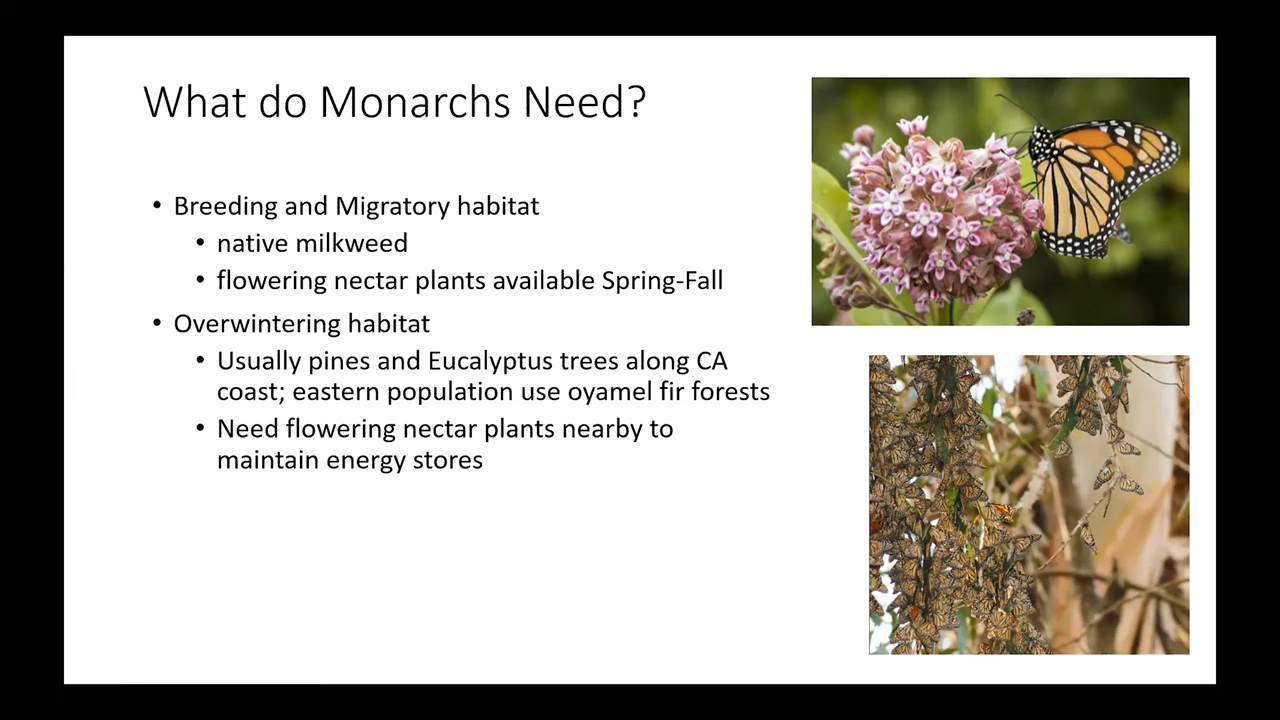 What do Monarchs Need?
• Breeding and Migratory habitat
• native milkweed
• flowering nectar plants available Spring-Fall
• Overwintering habitat
• Usually pines and Eucalyptus trees along CA
coast; eastern population use oyamel fir forests
• Need flowering nectar plants nearby to
maintain energy stores